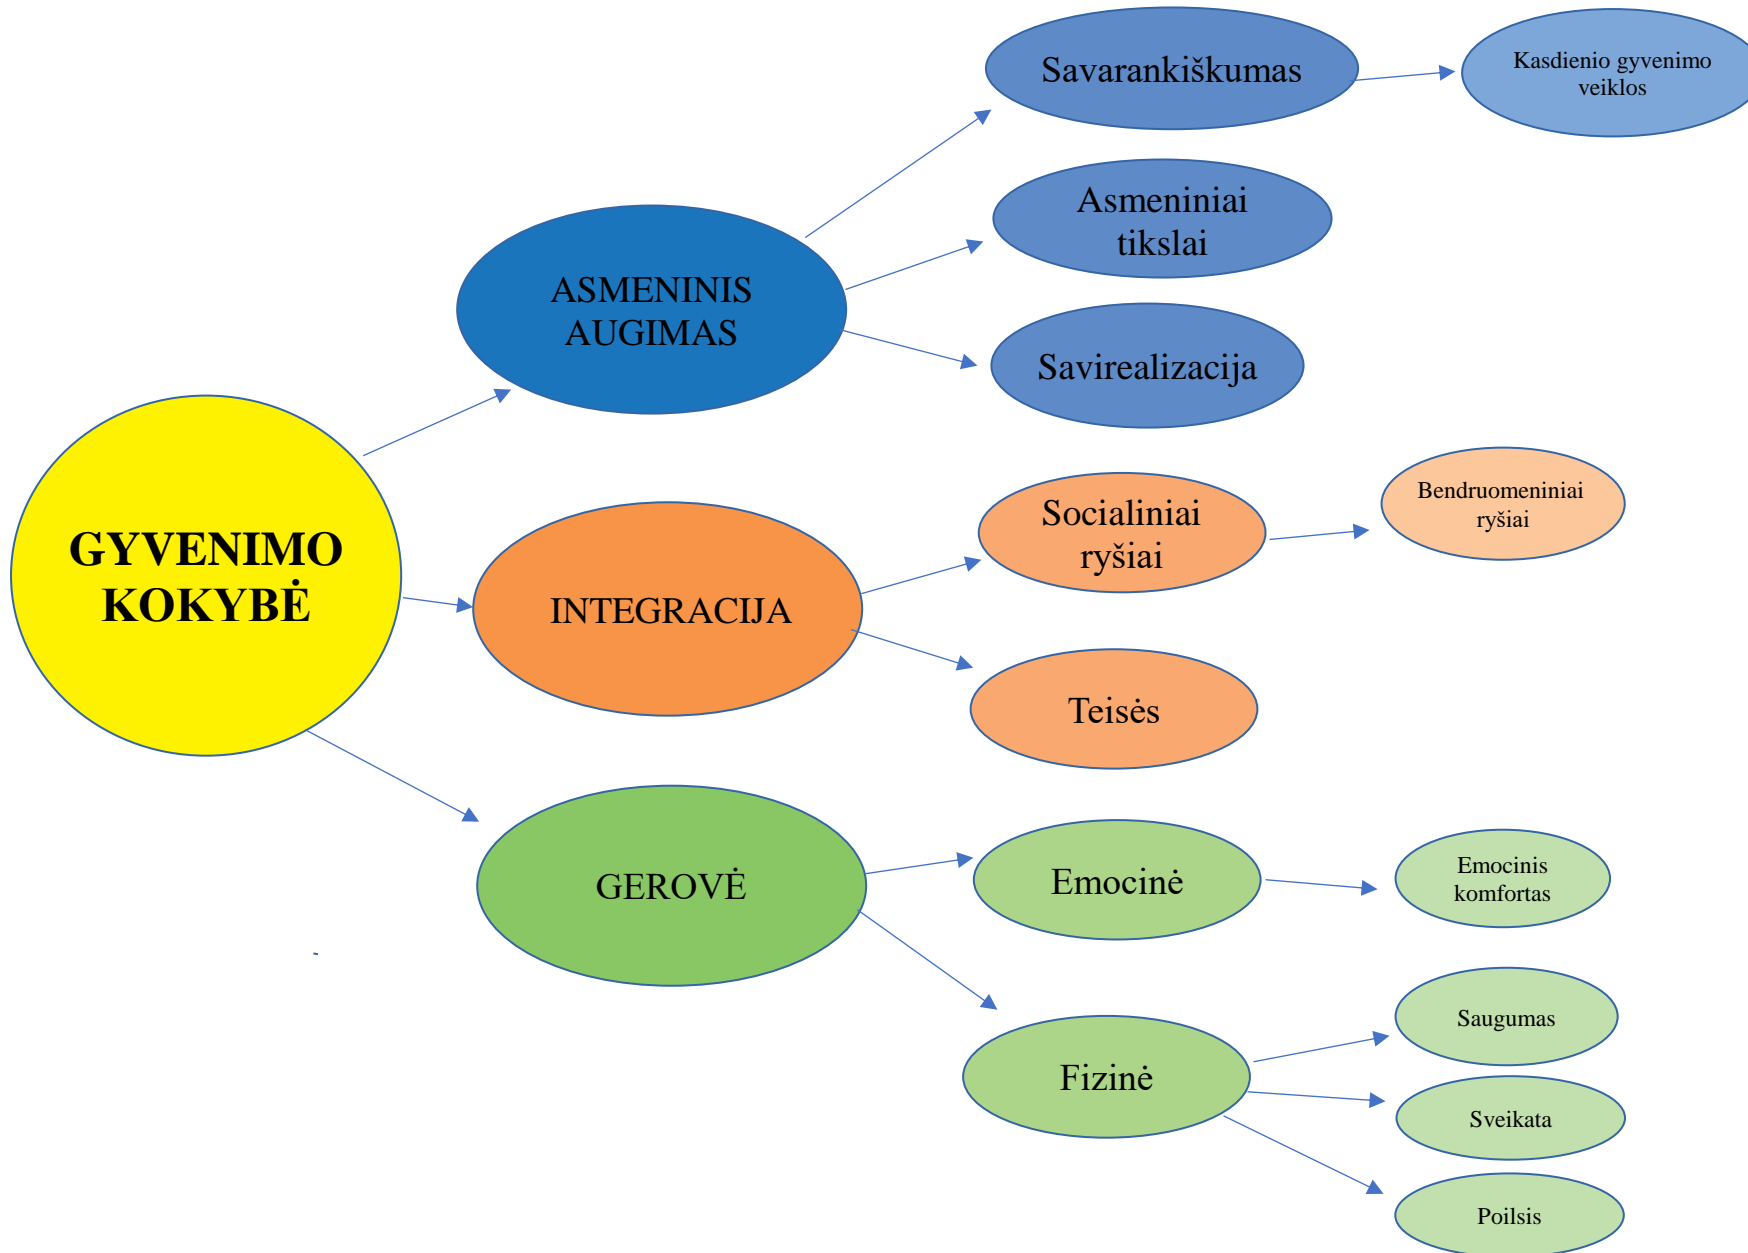 GYVENIMO
KOKYBĖ
ASMENINIS
AUGIMAS
Savarankiškumas
Kasdienio gyvenimo
veiklos
Asmeniniai
tikslai
Savirealizacija
INTEGRACIJA
Socialiniai
ryšiai
Bendruomeniniai
ryšiai
Teisės
GEROVĖ
Emocinė
Emocinis
komfortas
Fizinė
Saugumas
Sveikata
Poilsis